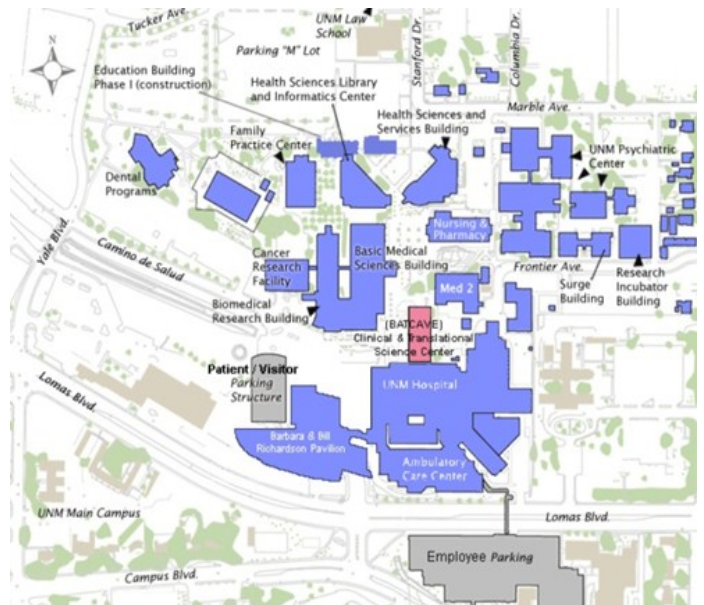 Tucker Ave.
UNM Law
School
Parking "M" Lot
Stanford Dr.
Columbia Dr.
N
Education Building
Phase I (construction)
Health Sciences Library
and Informatics Center
Marble Ave.
Health Sciences and
Services Building
Family
Practice Center
UNM Psychiatric
Center
Dental
Programs
Yale Blvd.
Camino de Salud
Nursing &
Pharmacy
Cancer
Research
Facility
Basic Medical
Sciences Building
Frontier Ave.
Surge
Building
Research
Incubator
Building
Med 2
Biomedical
Research Building
(BATCAVE)
Clinical & Translational
Science Center
Patient / Visitor
Parking
Structure
UNM Hospital
Lomas Blvd.
Barbara & Bill
Richardson Pavilion
Ambulatory
Care Center
UNM Main Campus
Lomas Blvd.
Employee Parking
Campus Blvd.